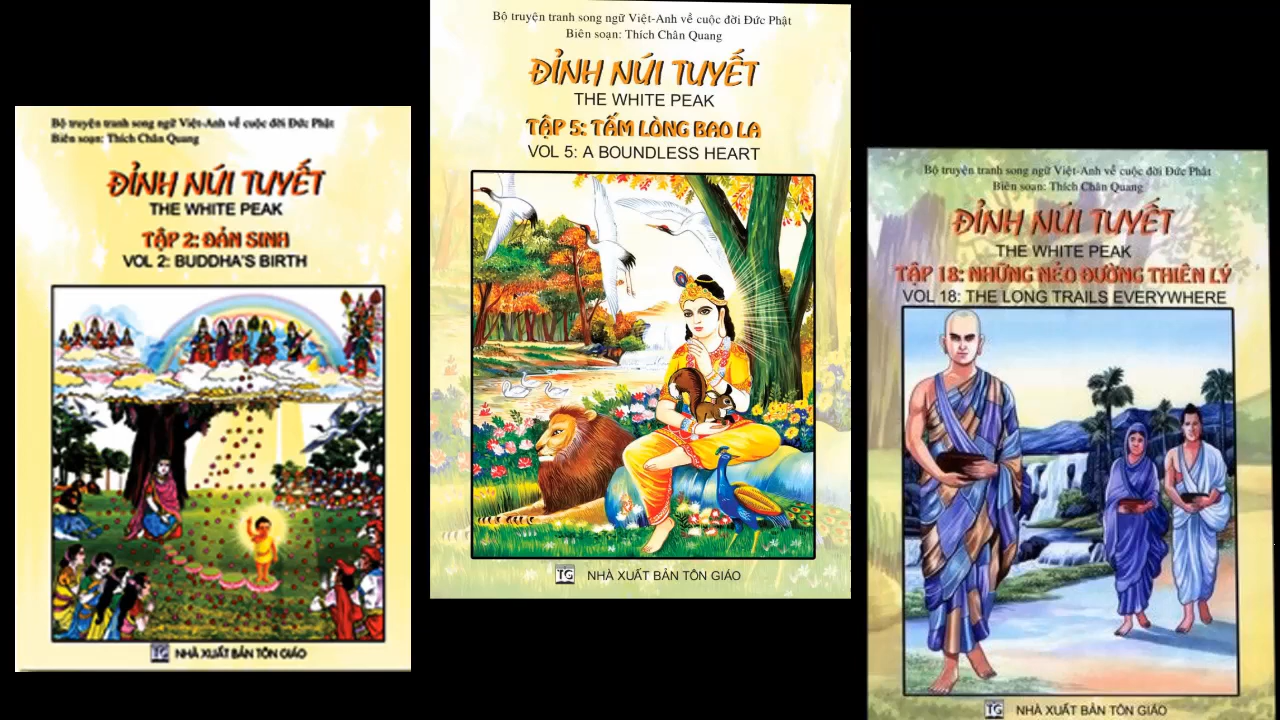 Bộ truyện tranh song ngữ Việt-Anh về cuộc đời Đức Phật
Biên soạn: Thích Chân Quang
ĐỈNH NÚI TUYẾT
THE WHITE PEAK
TẬP 2: ĐẢN SINH
VOL 2: BUDDHA'S BIRTH
TG NHÀ XUẤT BẢN TÔN GIÁO
Bộ truyện tranh song ngữ Việt-Anh về cuộc đời Đức Phật
Biên soạn: Thích Chân Quang
ĐỈNH NÚI TUYẾT
THE WHITE PEAK
TẬP 5: TẤM LÒNG BAO LA
VOL 5: A BOUNDLESS HEART
TG NHÀ XUẤT BẢN TÔN GIÁO
Bộ truyện tranh song ngữ Việt-Anh về cuộc đời Đức Phật
Biên soạn: Thích Chân Quang
ĐỈNH NÚI TUYẾT
THE WHITE PEAK
TẬP 18: NHỮNG NẺO ĐƯỜNG THIÊN LÝ
VOL 18: THE LONG TRAILS EVERYWHERE
TG NHÀ XUẤT BẢN TÔN GIÁO